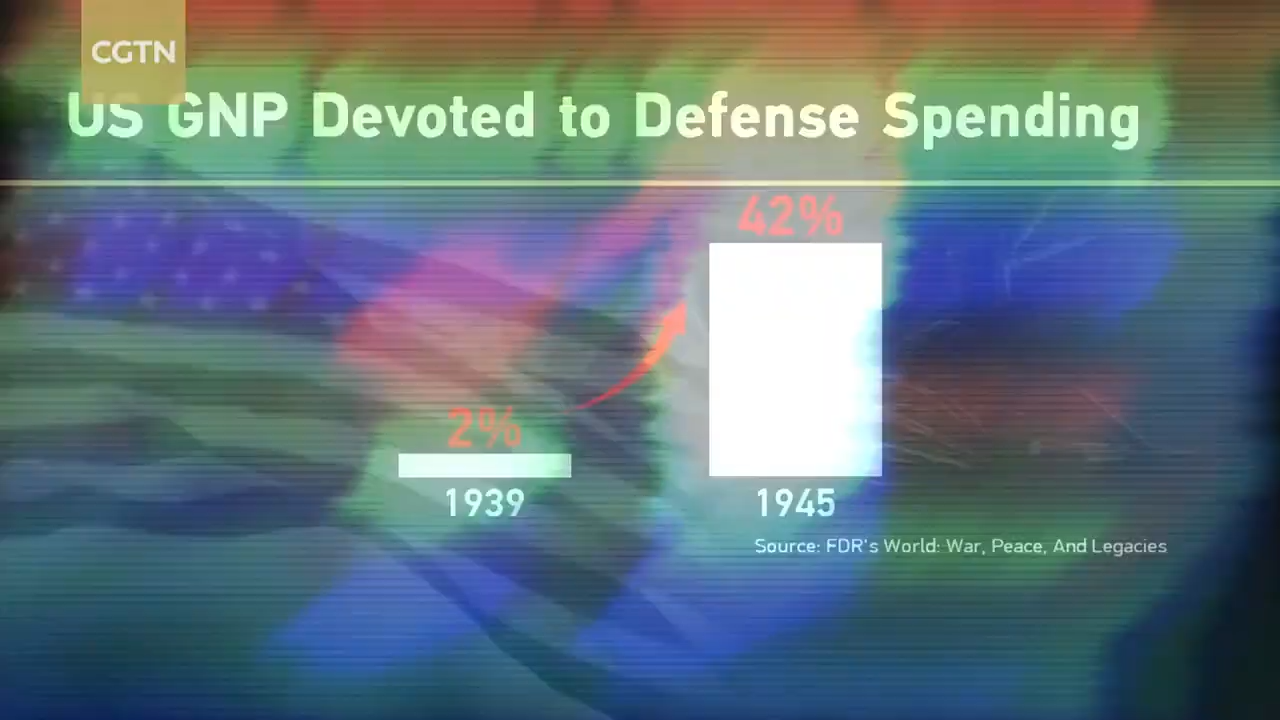 CGTN
US GNP Devoted to Defense Spending
42%
2%
1939
1945
Source: FDR's World: War, Peace, And Legacies